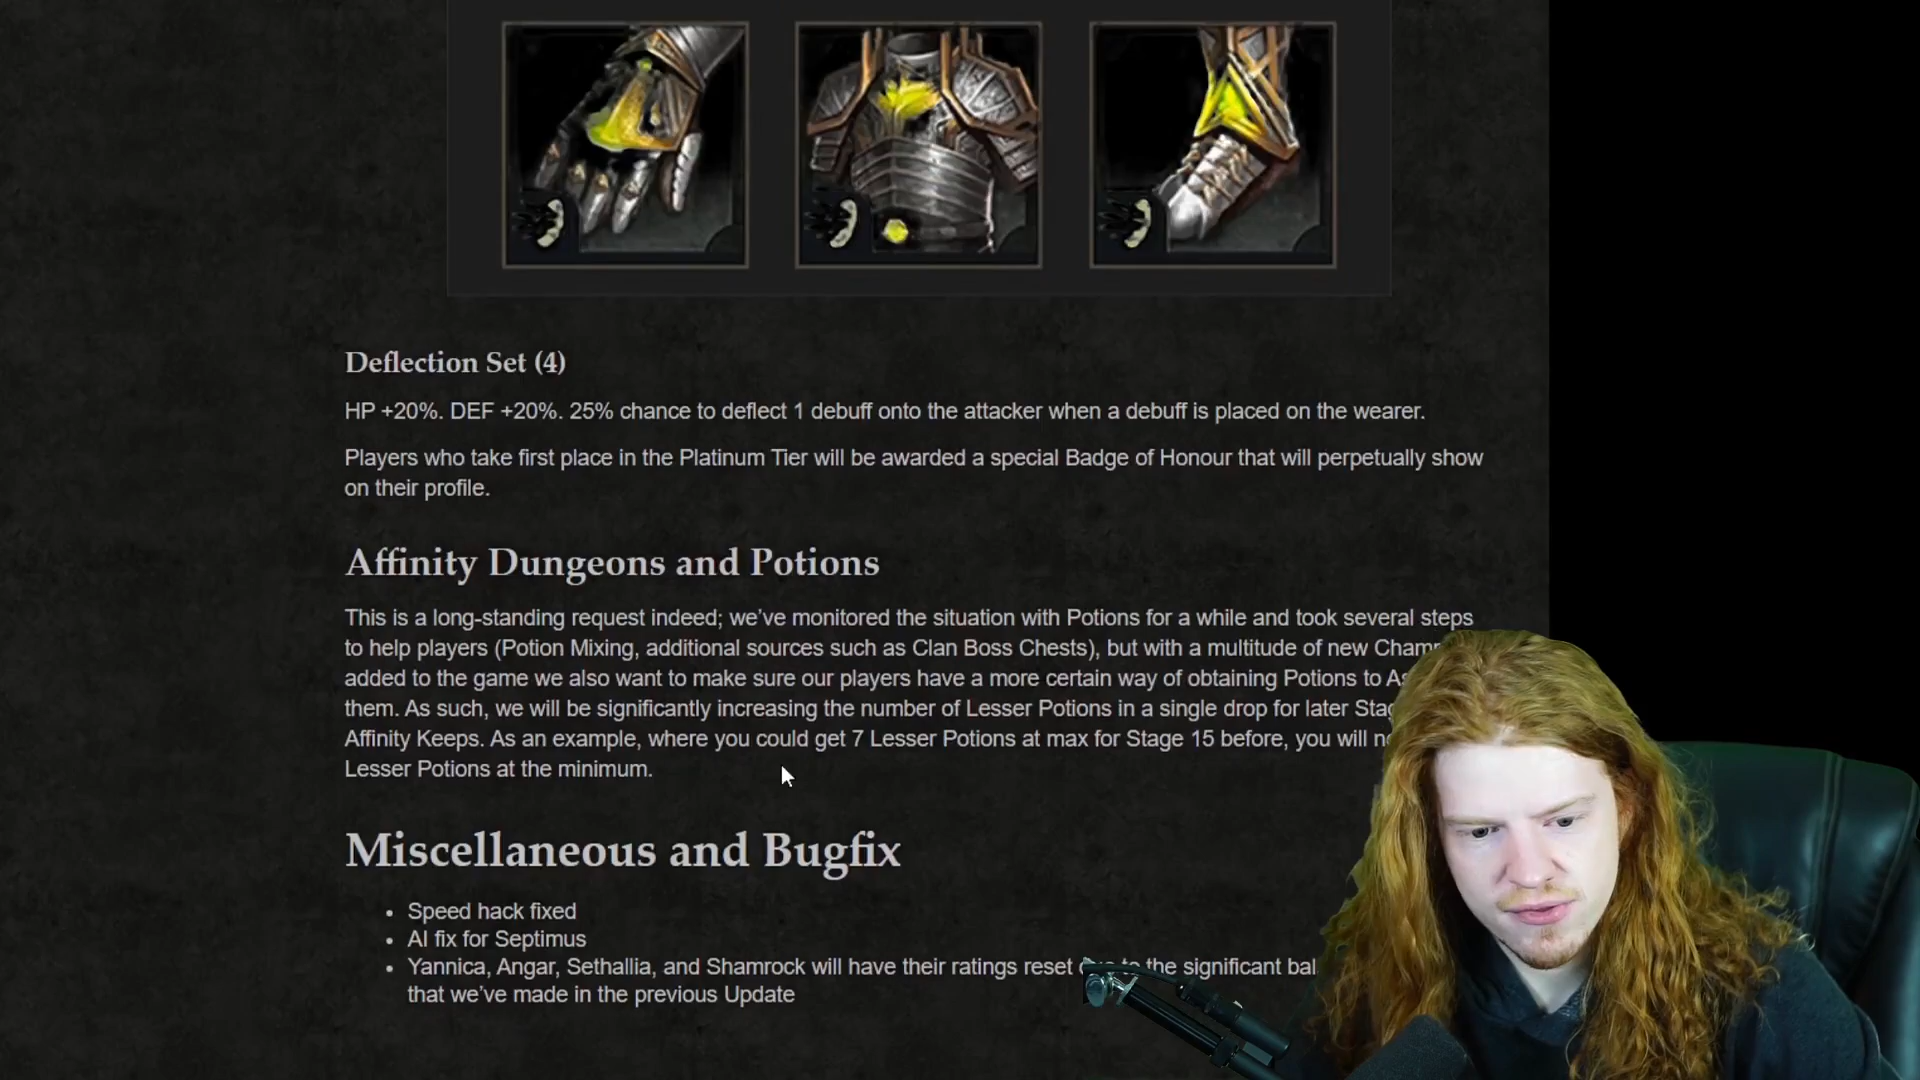 Deflection Set (4)
HP +20%. DEF +20%. 25% chance to deflect 1 debuff onto the attacker when a debuff is placed on the wearer.
Players who take first place in the Platinum Tier will be awarded a special Badge of Honour that will perpetually show
on their profile.
Affinity Dungeons and Potions
This is a long-standing request indeed; we’ve monitored the situation with Potions for a while and took several steps
to help players (Potion Mixing, additional sources such as Clan Boss Chests), but with a multitude of new
added to the game we also want to make sure our players have a more certain way of obtaining Potions to
them. As such, we will be significantly increasing the number of Lesser Potions in a single drop for later
Affinity Keeps. As an example, where you could get 7 Lesser Potions at max for Stage 15 before, you will
Lesser Potions at the minimum.
Miscellaneous and Bugfix
• Speed hack fixed
• AI fix for Septimus
• Yannica, Angar, Sethallia, and Shamrock will have their ratings reset the significant
that we’ve made in the previous Update